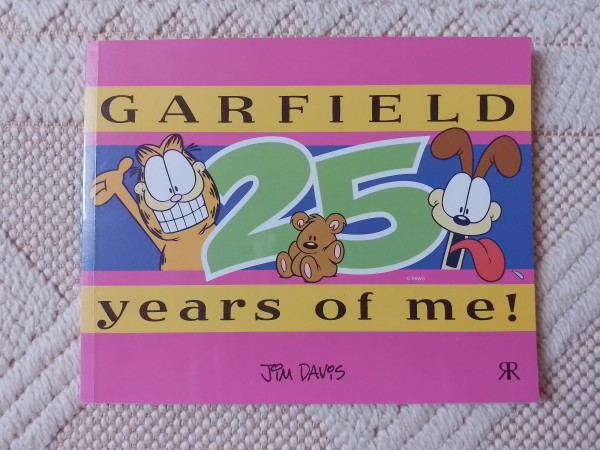 GARFIELD
25
© PAWS
years of me!
JIM DAVIS
RR